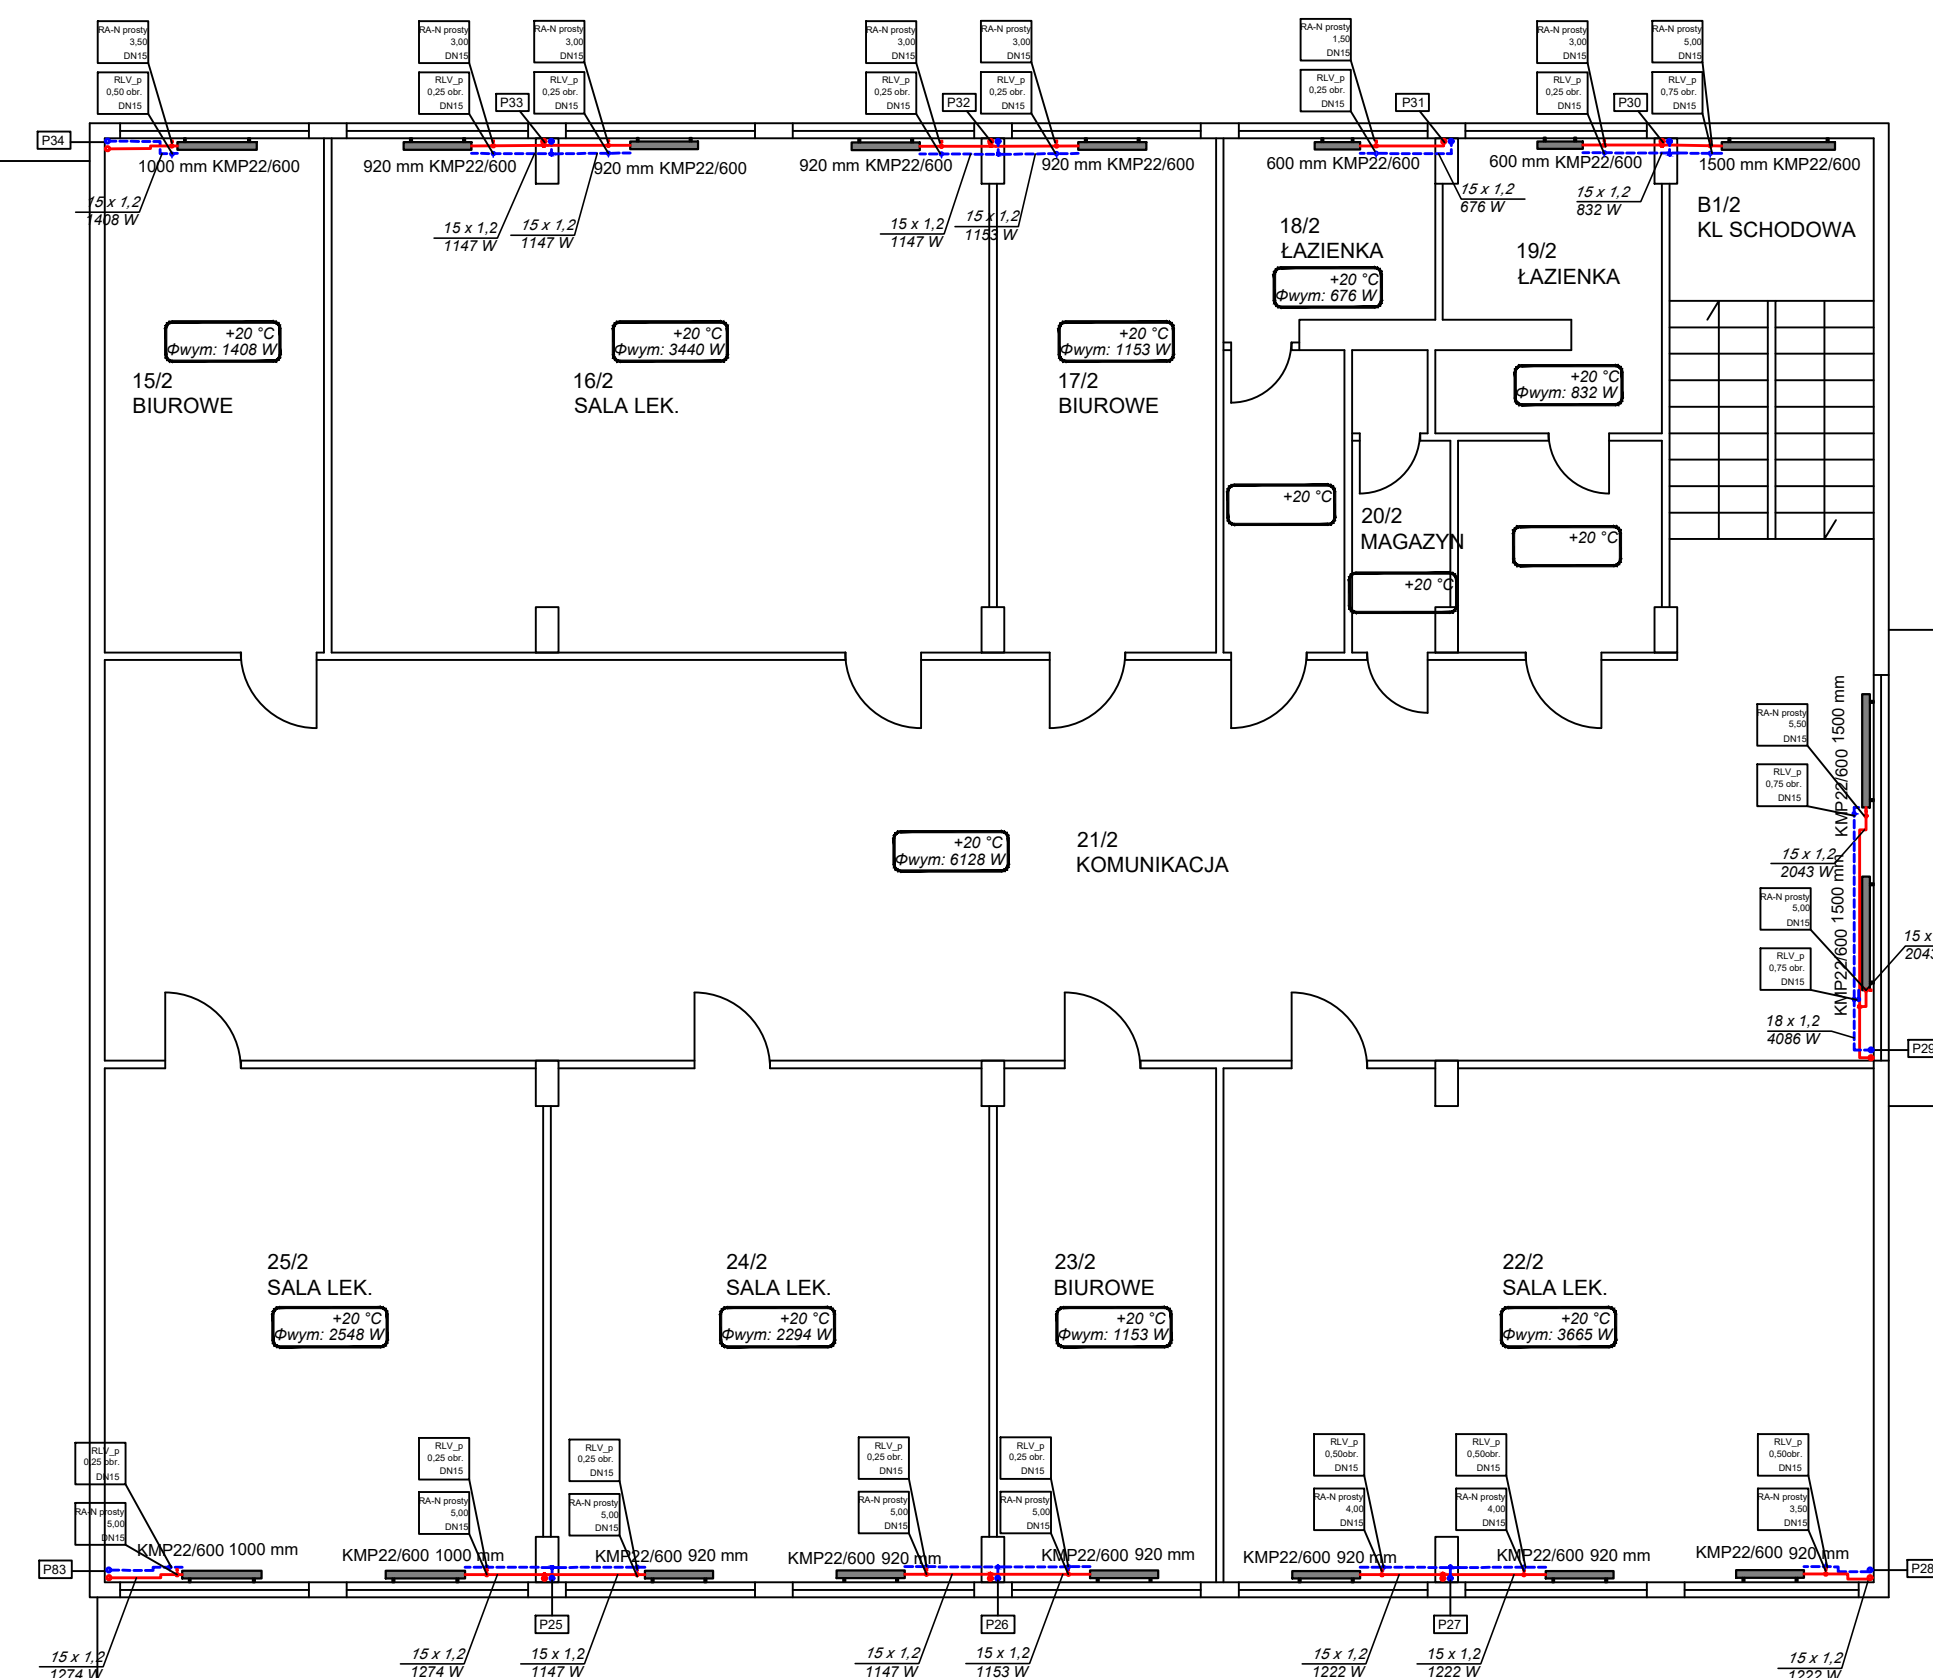 RA-N prosty
3,50
DN15
RLV_p
0,50 obr.
DN15
P34
1000 mm KMP22/600
15 x 1,2
1408 W
RA-N prosty
3,00
DN15
RLV_p
0,25 obr.
DN15
920 mm KMP22/600
15 x 1,2
1147 W
P33
RA-N prosty
3,00
DN15
RLV_p
0,25 obr.
DN15
920 mm KMP22/600
15 x 1,2
1147 W
RA-N prosty
3,00
DN15
RLV_p
0,25 obr.
DN15
920 mm KMP22/600
15 x 1,2
1147 W
P32
RA-N prosty
3,00
DN15
RLV_p
0,25 obr.
DN15
920 mm KMP22/600
15 x 1,2
1153 W
RA-N prosty
1,50
DN15
RLV_p
0,25 obr.
DN15
600 mm KMP22/600
P31
15 x 1,2
676 W
RA-N prosty
3,00
DN15
RLV_p
0,25 obr.
DN15
600 mm KMP22/600
15 x 1,2
832 W
P30
RA-N prosty
5,00
DN15
RLV_p
0,75 obr.
DN15
1500 mm KMP22/600
B1/2
KL SCHODOWA
18/2
ŁAZIENKA
+20 °C
Φwym: 676 W
19/2
ŁAZIENKA
+20 °C
Φwym: 832 W
+20 °C
Φwym: 1408 W
15/2
BIUROWE
+20 °C
Φwym: 3440 W
16/2
SALA LEK.
+20 °C
Φwym: 1153 W
17/2
BIUROWE
+20 °C
20/2
MAGAZYN
+20 °C
+20 °C
+20 °C
Φwym: 6128 W
21/2
KOMUNIKACJA
RA-N prosty
5,50
DN15
RLV_p
0,75 obr.
DN15
KMP22/600 1500 mm
15 x 1,2
2043 W
RA-N prosty
5,00
DN15
RLV_p
0,75 obr.
DN15
KMP22/600 1500 mm
15 x
2043
18 x 1,2
4086 W
P29
25/2
SALA LEK.
+20 °C
Φwym: 2548 W
24/2
SALA LEK.
+20 °C
Φwym: 2294 W
23/2
BIUROWE
+20 °C
Φwym: 1153 W
22/2
SALA LEK.
+20 °C
Φwym: 3665 W
RLV_p
0,25 obr.
DN15
RA-N prosty
5,00
DN15
KMP22/600 1000 mm
P83
15 x 1,2
1274 W
RLV_p
0,25 obr.
DN15
RA-N prosty
5,00
DN15
KMP22/600 1000 mm
15 x 1,2
1274 W
P25
RLV_p
0,25 obr.
DN15
RA-N prosty
5,00
DN15
KMP22/600 920 mm
15 x 1,2
1147 W
RLV_p
0,25 obr.
DN15
RA-N prosty
5,00
DN15
KMP22/600 920 mm
15 x 1,2
1147 W
P26
RLV_p
0,25 obr.
DN15
RA-N prosty
5,00
DN15
KMP22/600 920 mm
15 x 1,2
1153 W
RLV_p
0,50obr.
DN15
RA-N prosty
4,00
DN15
KMP22/600 920 mm
15 x 1,2
1222 W
P27
RLV_p
0,50obr.
DN15
RA-N prosty
4,00
DN15
KMP22/600 920 mm
15 x 1,2
1222 W
RLV_p
0,50obr.
DN15
RA-N prosty
3,50
DN15
KMP22/600 920 mm
P28
15 x 1,2
1222 W